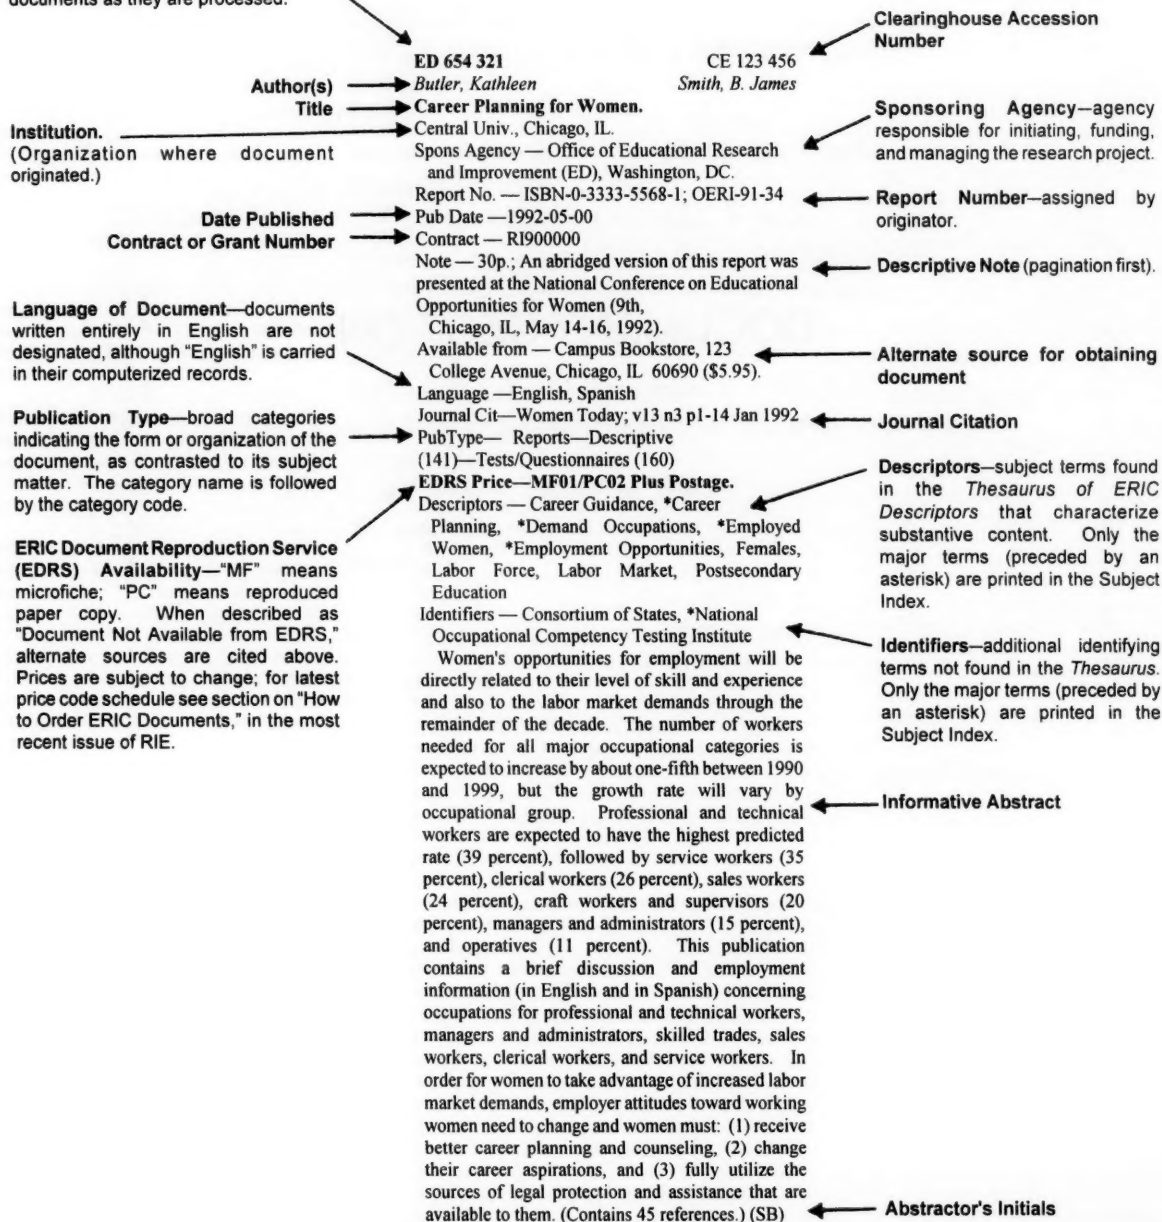 documents as they are processed.
Clearinghouse Accession
Number
ED 654 321 CE 123 456
Author(s)
Butler, Kathleen Smith, B. James
Title
Career Planning for Women.
Institution.
(Organization where document
originated.)
Central Univ., Chicago, IL.
Spons Agency — Office of Educational Research
and Improvement (ED), Washington, DC.
Sponsoring Agency—agency
responsible for initiating, funding,
and managing the research project.
Report No. — ISBN-0-3333-5568-1; OERI-91-34
Report Number—assigned by
originator.
Date Published
Pub Date —1992-05-00
Contract or Grant Number
Contract — RI900000
Note — 30p.; An abridged version of this report was
presented at the National Conference on Educational
Opportunities for Women (9th,
Chicago, IL, May 14-16, 1992).
Descriptive Note (pagination first).
Available from — Campus Bookstore, 123
College Avenue, Chicago, IL 60690 ($5.95).
Alternate source for obtaining
document
Language of Document—documents
written entirely in English are not
designated, although "English" is carried
in their computerized records.
Language —English, Spanish
Journal Cit—Women Today; v13 n3 p1-14 Jan 1992
Journal Citation
Publication Type—broad categories
indicating the form or organization of the
document, as contrasted to its subject
matter. The category name is followed
by the category code.
PubType— Reports—Descriptive
(141)—Tests/Questionnaires (160)
ERIC Document Reproduction Service
(EDRS) Availability—"MF" means
microfiche; "PC" means reproduced
paper copy. When described as
"Document Not Available from EDRS,"
alternate sources are cited above.
Prices are subject to change; for latest
price code schedule see section on "How
to Order ERIC Documents," in the most
recent issue of RIE.
EDRS Price—MF01/PC02 Plus Postage.
Descriptors — Career Guidance, *Career
Planning, *Demand Occupations, *Employed
Women, *Employment Opportunities, Females,
Labor Force, Labor Market, Postsecondary
Education
Descriptors—subject terms found
in the Thesaurus of ERIC
Descriptors that characterize
substantive content. Only the
major terms (preceded by an
asterisk) are printed in the Subject
Index.
Identifiers — Consortium of States, *National
Occupational Competency Testing Institute
Identifiers—additional identifying
terms not found in the Thesaurus.
Only the major terms (preceded by
an asterisk) are printed in the
Subject Index.
Women's opportunities for employment will be
directly related to their level of skill and experience
and also to the labor market demands through the
remainder of the decade. The number of workers
needed for all major occupational categories is
expected to increase by about one-fifth between 1990
and 1999, but the growth rate will vary by
occupational group. Professional and technical
workers are expected to have the highest predicted
rate (39 percent), followed by service workers (35
percent), clerical workers (26 percent), sales workers
(24 percent), craft workers and supervisors (20
percent), managers and administrators (15 percent),
and operatives (11 percent). This publication
contains a brief discussion and employment
information (in English and in Spanish) concerning
occupations for professional and technical workers,
managers and administrators, skilled trades, sales
workers, clerical workers, and service workers. In
order for women to take advantage of increased labor
market demands, employer attitudes toward working
women need to change and women must: (1) receive
better career planning and counseling, (2) change
their career aspirations, and (3) fully utilize the
sources of legal protection and assistance that are
available to them. (Contains 45 references.) (SB)
Informative Abstract
Abstractor's Initials